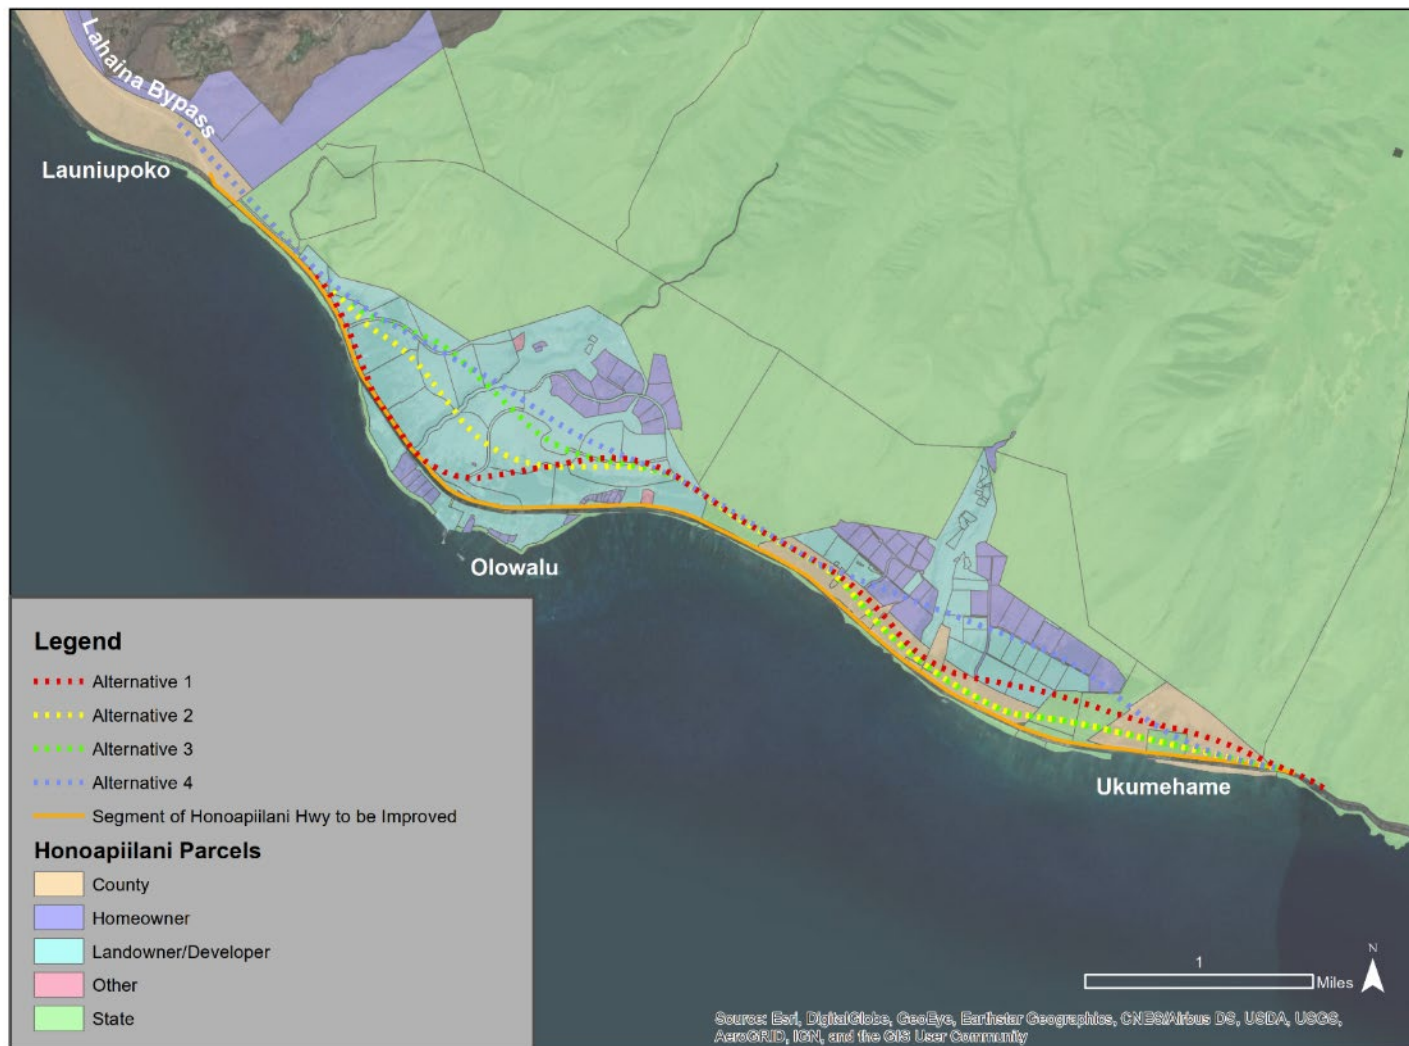 Lahaina Bypass
Launiupoko
Olowalu
Ukumehame
Legend
Alternative 1
Alternative 2
Alternative 3
Alternative 4
Segment of Honoapiilani Hwy to be Improved
Honoapiilani Parcels
County
Homeowner
Landowner/Developer
Other
State
1
Miles
N
Source: Esri, DigitalGlobe, GeoEye, Earthstar Geographics, CNES/Airbus DS, USDA, USGS,
AeroGRID, IGN, and the GIS User Community